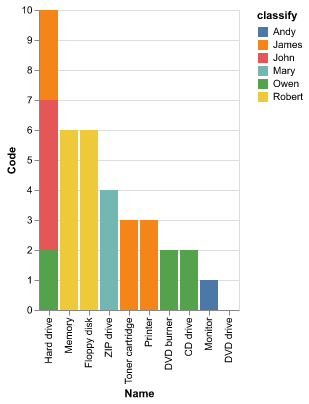 classify
Andy
James
John
Mary
Owen
Robert
Code
10
9
8
7
6
5
4
3
2
1
0
Hard drive
Memory
Floppy disk
ZIP drive
Toner cartridge
Printer
DVD burner
CD drive
Monitor
DVD drive
Name